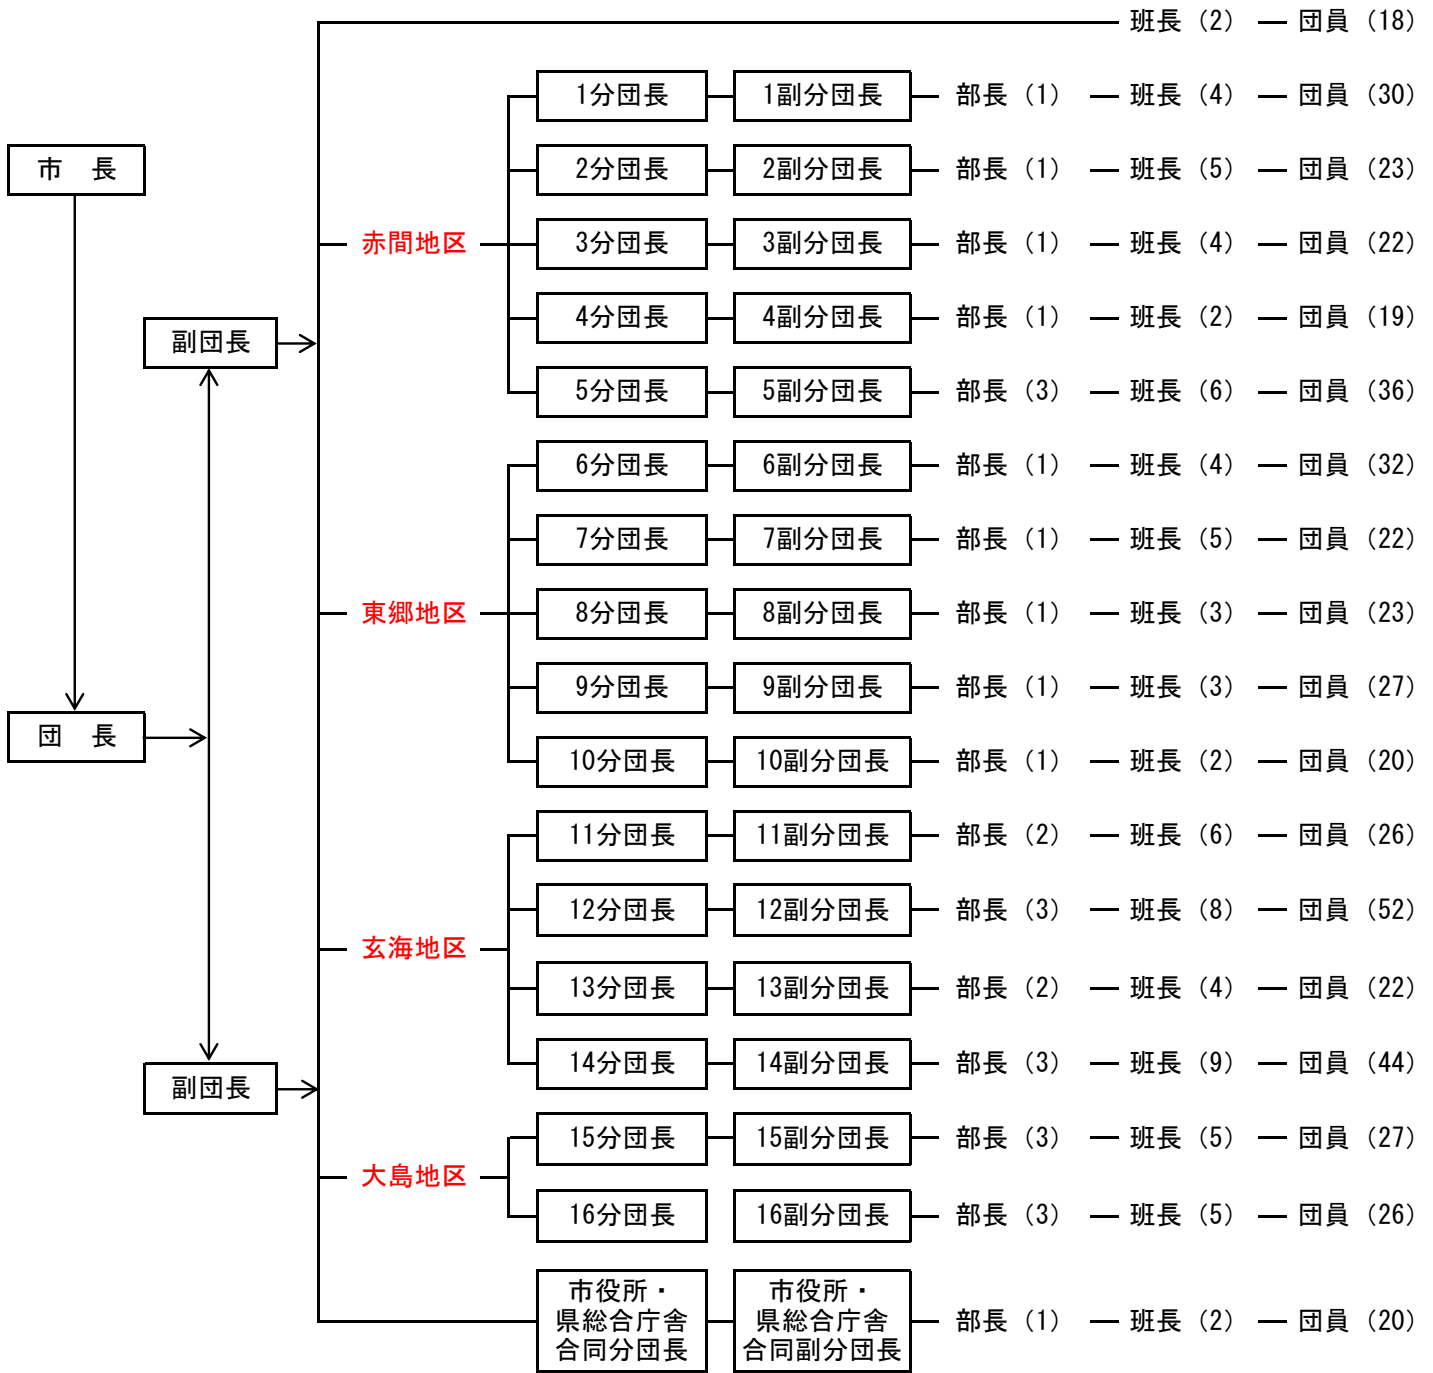 班長（2） 団員（18）
1分団長 1副分団長 部長（1） 班長（4） 団員（30）
市　長
2分団長 2副分団長 部長（1） 班長（5） 団員（23）
赤間地区
3分団長 3副分団長 部長（1） 班長（4） 団員（22）
4分団長 4副分団長 部長（1） 班長（2） 団員（19）
副団長
5分団長 5副分団長 部長（3） 班長（6） 団員（36）
6分団長 6副分団長 部長（1） 班長（4） 団員（32）
7分団長 7副分団長 部長（1） 班長（5） 団員（22）
東郷地区
8分団長 8副分団長 部長（1） 班長（3） 団員（23）
9分団長 9副分団長 部長（1） 班長（3） 団員（27）
団　長
10分団長 10副分団長 部長（1） 班長（2） 団員（20）
11分団長 11副分団長 部長（2） 班長（6） 団員（26）
12分団長 12副分団長 部長（3） 班長（8） 団員（52）
玄海地区
13分団長 13副分団長 部長（2） 班長（4） 団員（22）
14分団長 14副分団長 部長（3） 班長（9） 団員（44）
副団長
15分団長 15副分団長 部長（3） 班長（5） 団員（27）
大島地区
16分団長 16副分団長 部長（3） 班長（5） 団員（26）
市役所・
県総合庁舎
合同分団長
市役所・
県総合庁舎
合同副分団長
部長（1） 班長（2） 団員（20）